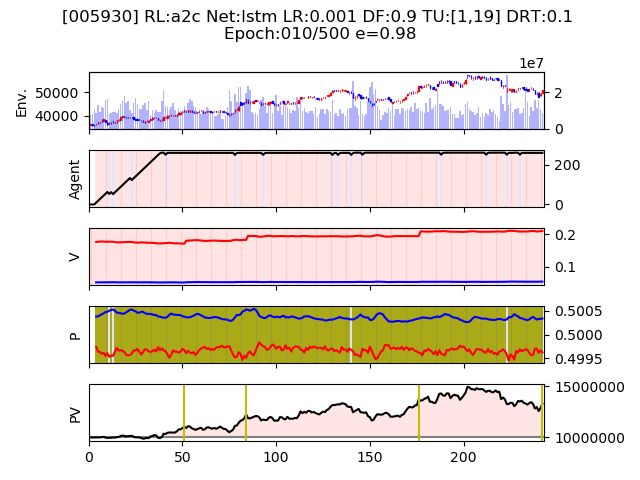 [005930] RL:a2c Net:lstm LR:0.001 DF:0.9 TU:[1,19] DRT:0.1
Epoch:010/500 e=0.98
1e7
Env.
50000
40000
2
0
Agent
200
0
V
0.2
0.1
P
0.5005
0.5000
0.4995
PV
15000000
10000000
0 50 100 150 200